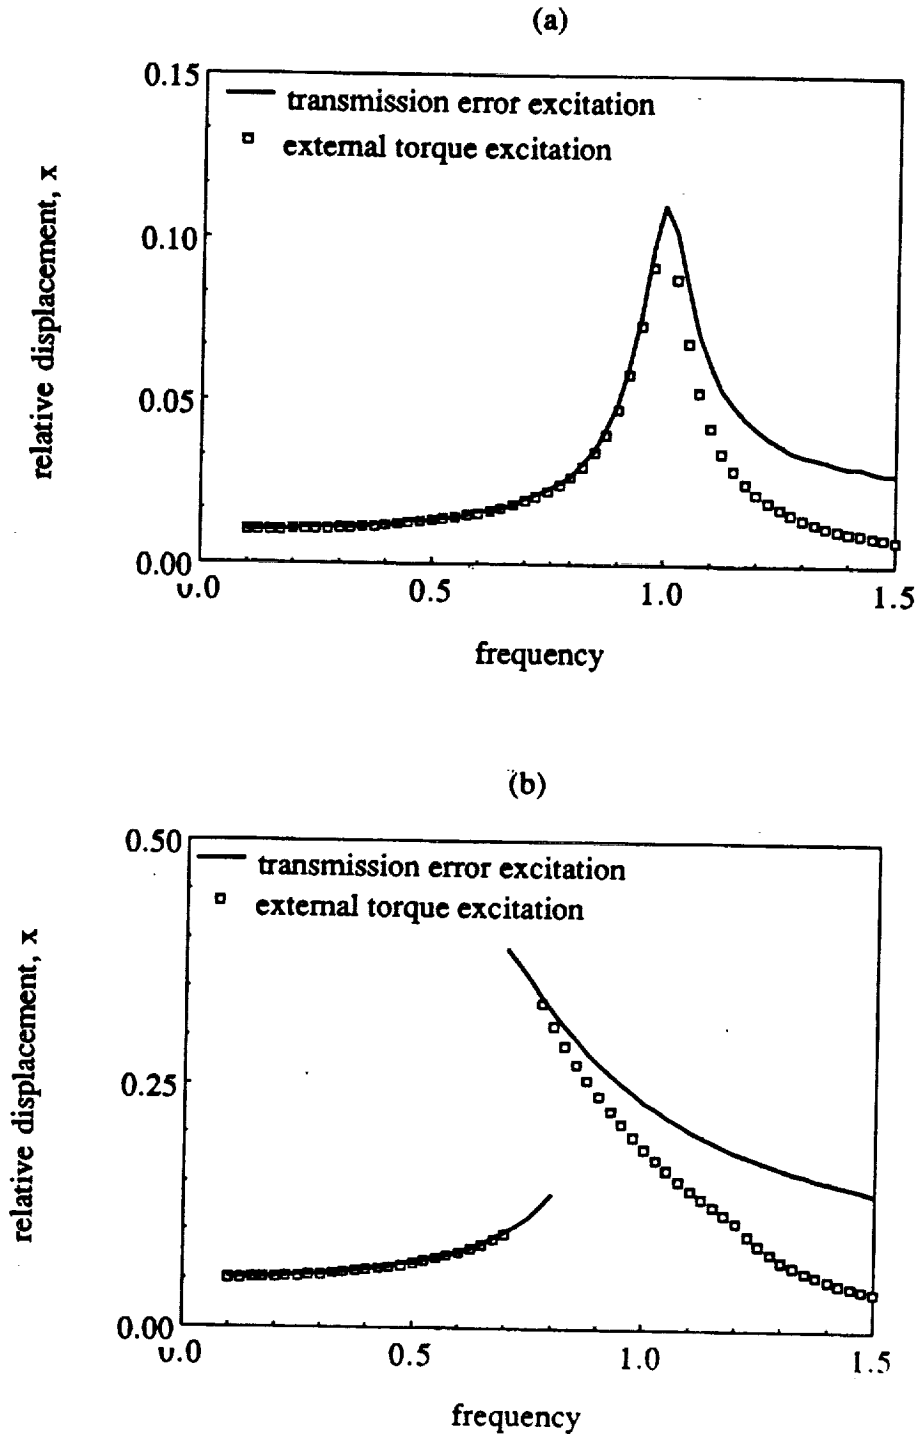 (a)
0.15
transmission error excitation
external torque excitation
0.10
relative displacement, x
0.05
0.00
0.0 0.5 1.0 1.5
frequency
(b)
0.50
transmission error excitation
external torque excitation
relative displacement, x
0.25
0.00
0.0 0.5 1.0 1.5
frequency